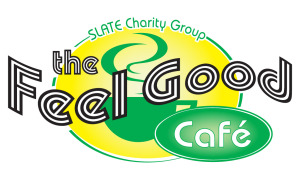 SLATE Charity Group
the
Feel Good
Café